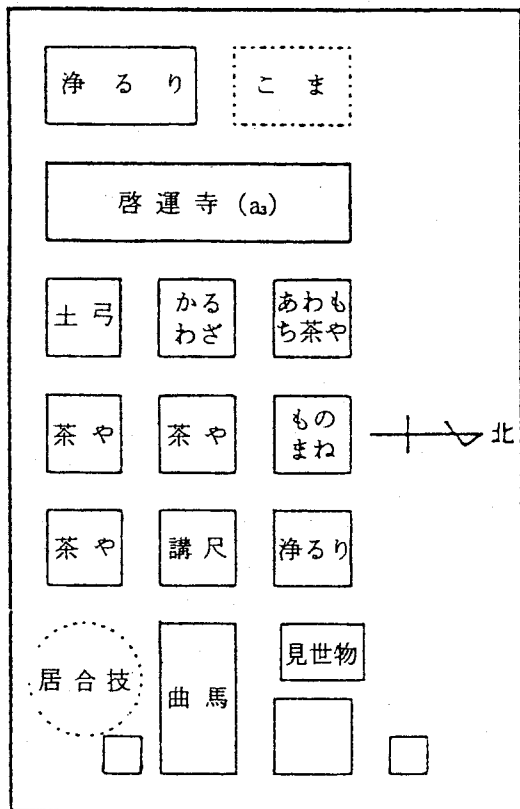 浄るり
こま
啓運寺(a₃)
土弓
かる
わざ
あわも
ち茶や
茶や
茶や
ものまね
北
茶や
講尺
浄るり
居合技
曲馬
見世物